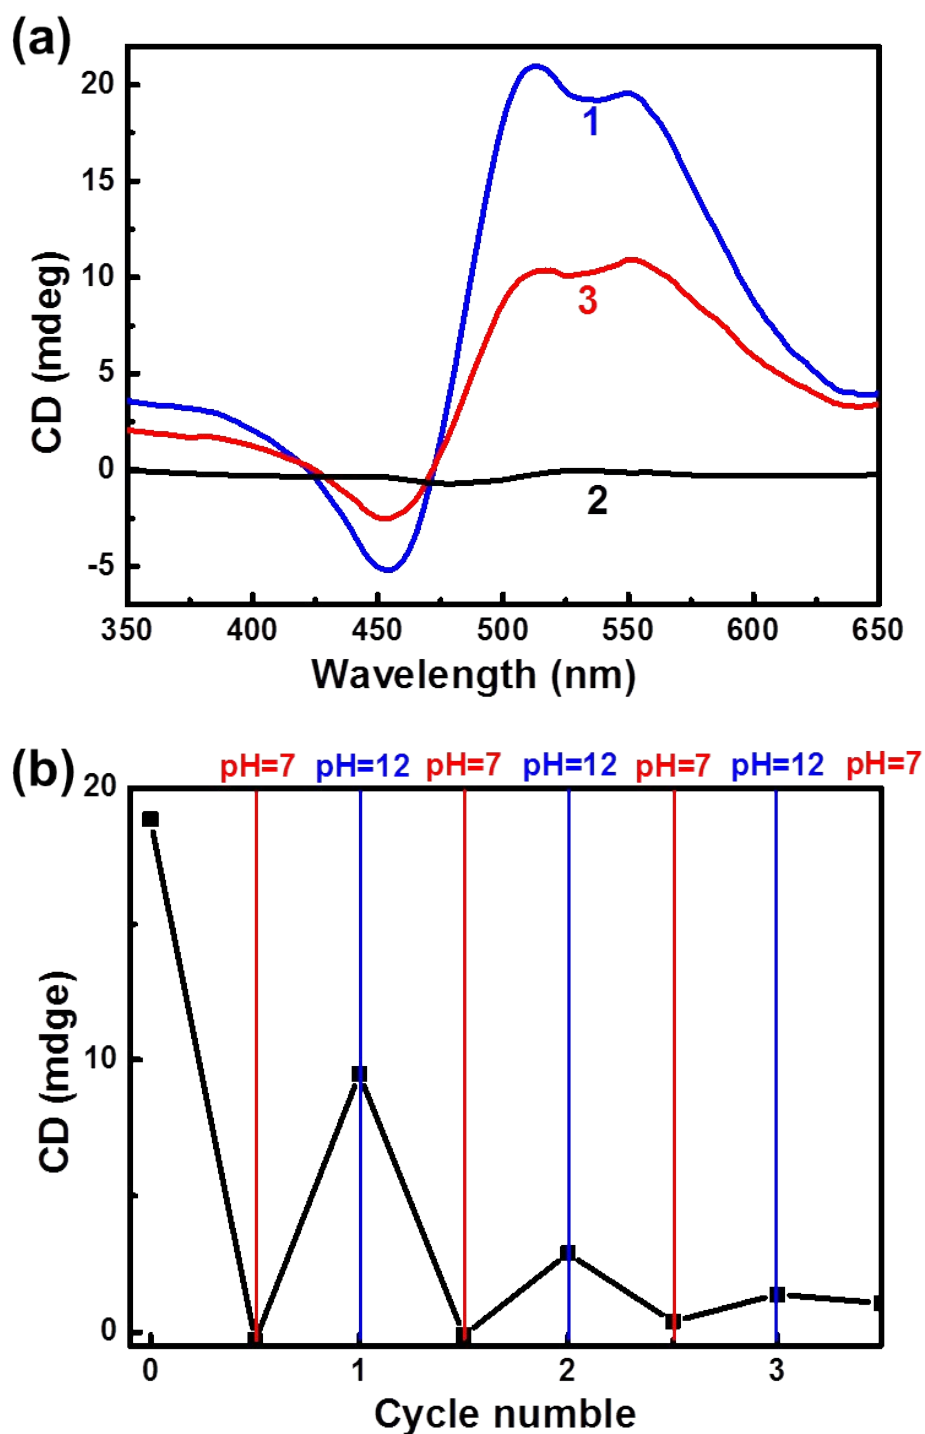 (a)
20
15
10
5
0
-5
CD (mdeg)
1
3
2
350 400 450 500 550 600 650
Wavelength (nm)
(b)
pH=7 pH=12 pH=7 pH=12 pH=7 pH=12 pH=7
20
10
0
CD (mdge)
0 1 2 3
Cycle numble